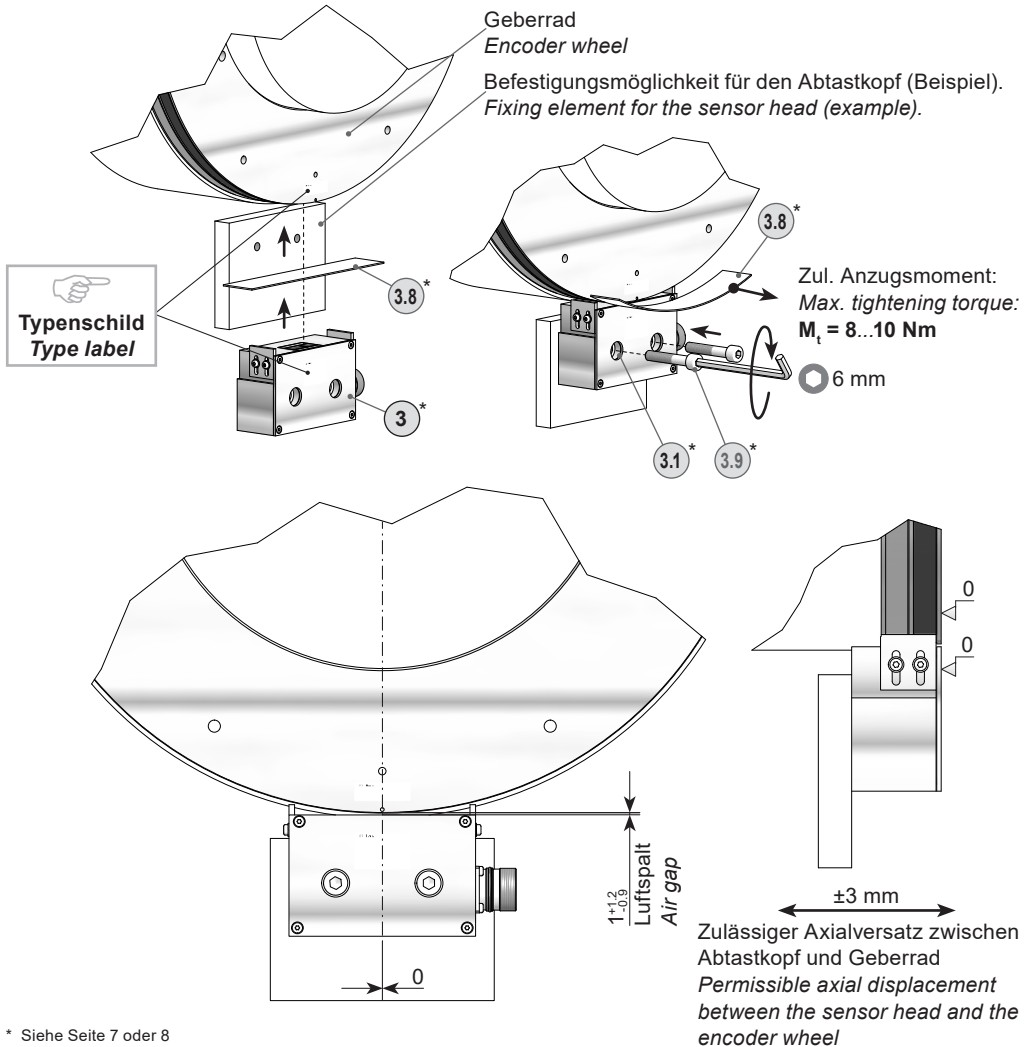 Geberrad
Encoder wheel
Befestigungsmöglichkeit für den Abtastkopf (Beispiel).
Fixing element for the sensor head (example).
3.8*
3.8*
Zul. Anzugsmoment:
Max. tightening torque:
Mt = 8...10 Nm
6 mm
Typenschild
Type label
3*
3.1*
3.9*
0
0
1 +1.2 -0.9
Luftspalt
Air gap
0
±3 mm
Zulässiger Axialversatz zwischen
Abtastkopf und Geberrad
Permissible axial displacement
between the sensor head and the
encoder wheel
* Siehe Seite 7 oder 8